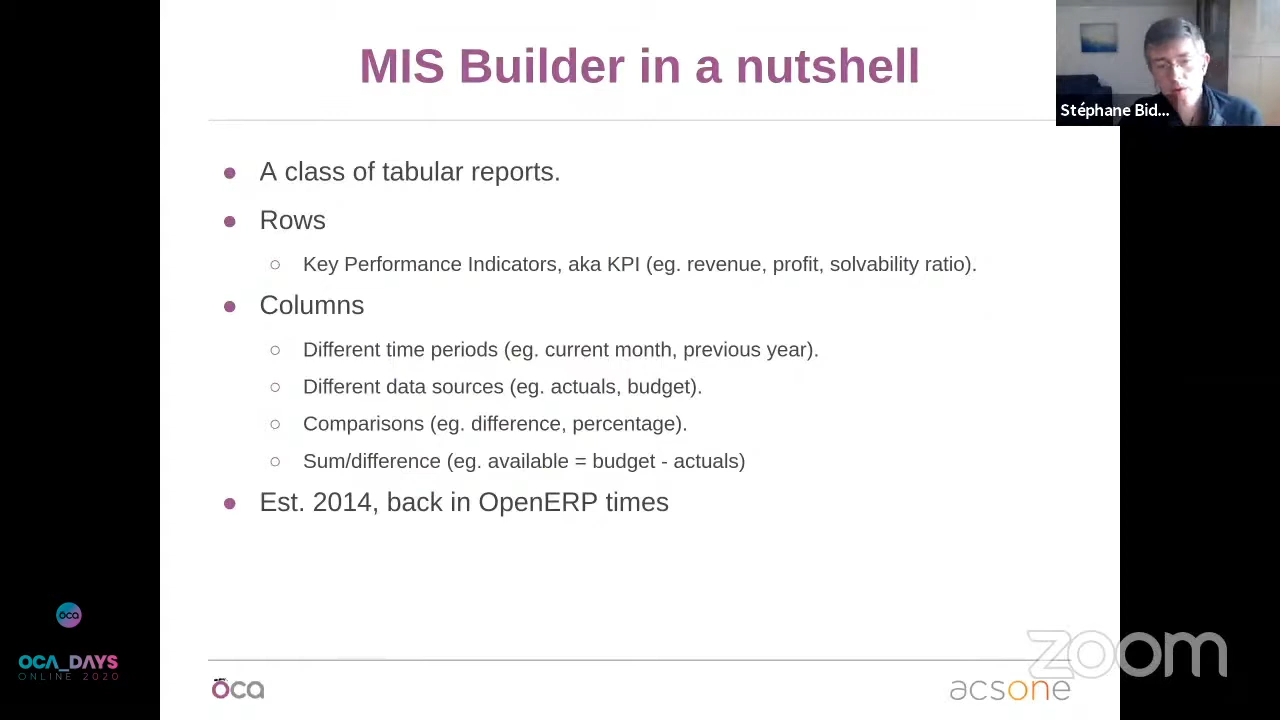 MIS Builder in a nutshell
Stéphane Bid...
● A class of tabular reports.
● Rows
○ Key Performance Indicators, aka KPI (eg. revenue, profit, solvability ratio).
● Columns
○ Different time periods (eg. current month, previous year).
○ Different data sources (eg. actuals, budget).
○ Comparisons (eg. difference, percentage).
○ Sum/difference (eg. available = budget - actuals)
● Est. 2014, back in OpenERP times
oca
OCA_DAYS
ONLINE 2020
oca
acsone
zoom